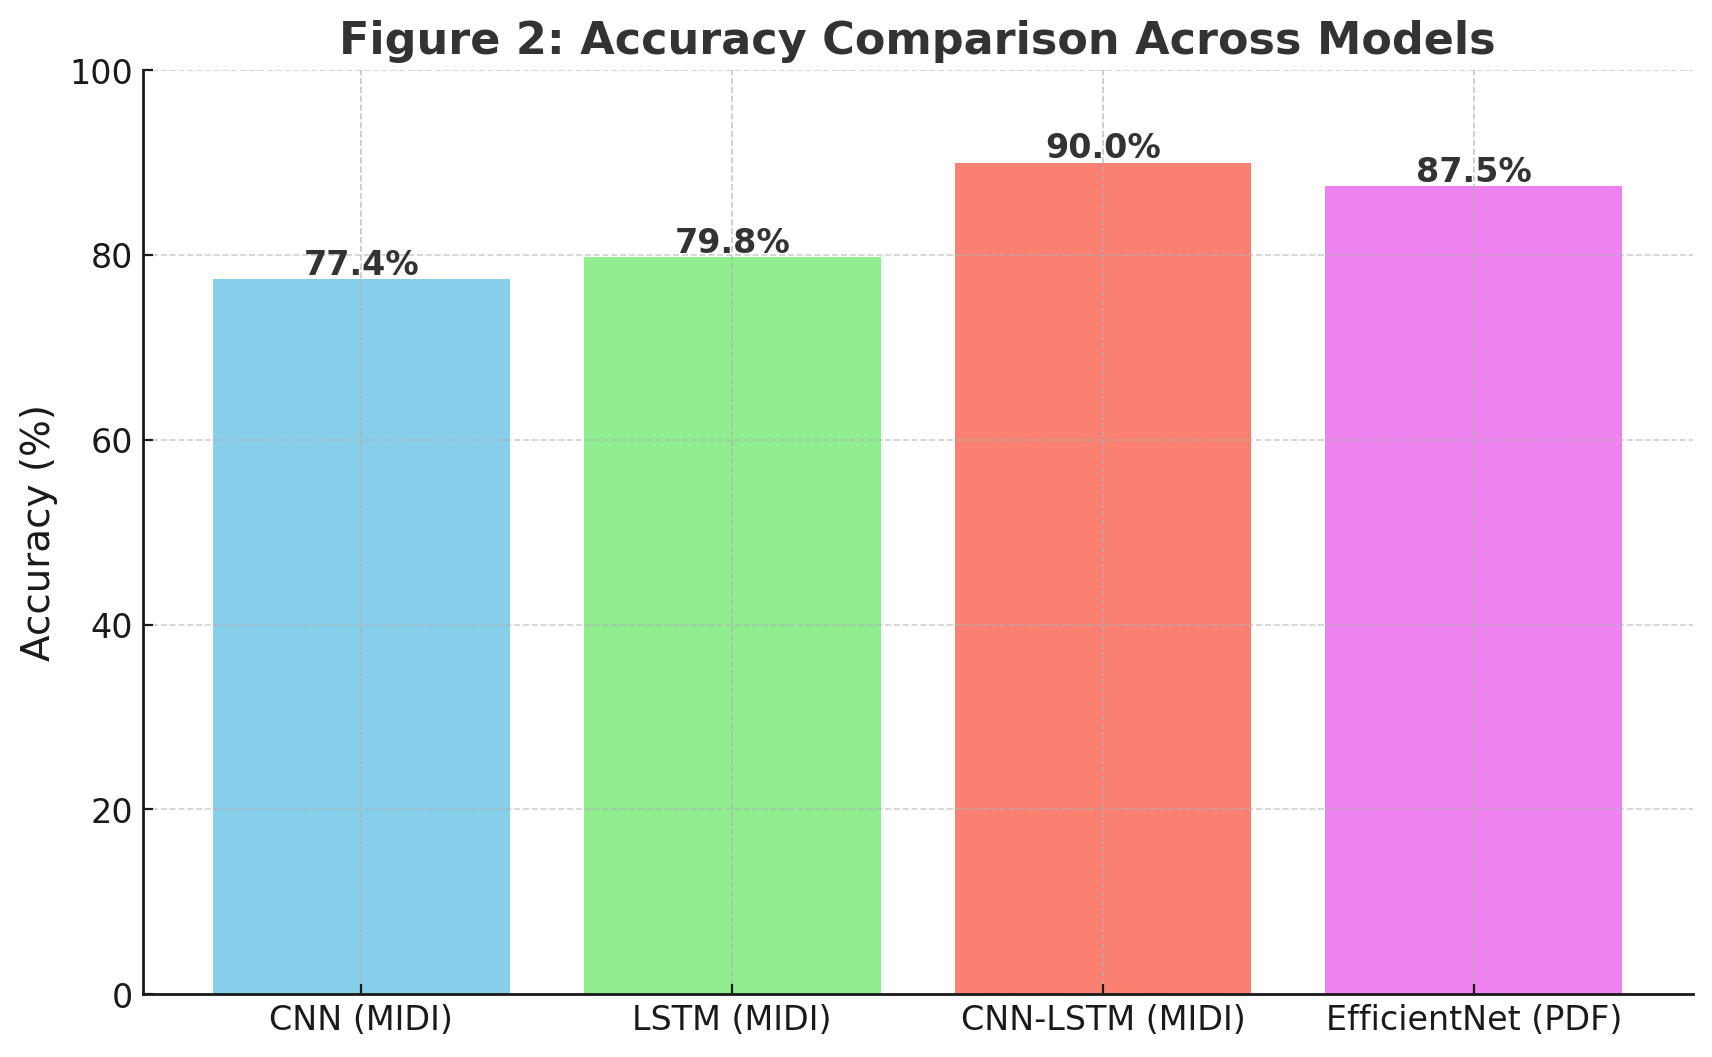 Figure 2: Accuracy Comparison Across Models
Accuracy (%)
100
80
60
40
20
0
77.4%
79.8%
90.0%
87.5%
CNN (MIDI)
LSTM (MIDI)
CNN-LSTM (MIDI)
EfficientNet (PDF)